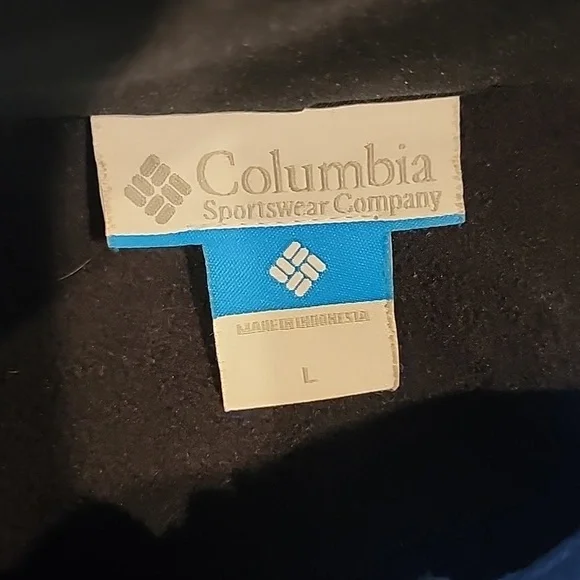 Columbia
Sportswear Company
MADE IN INDONESIA
L